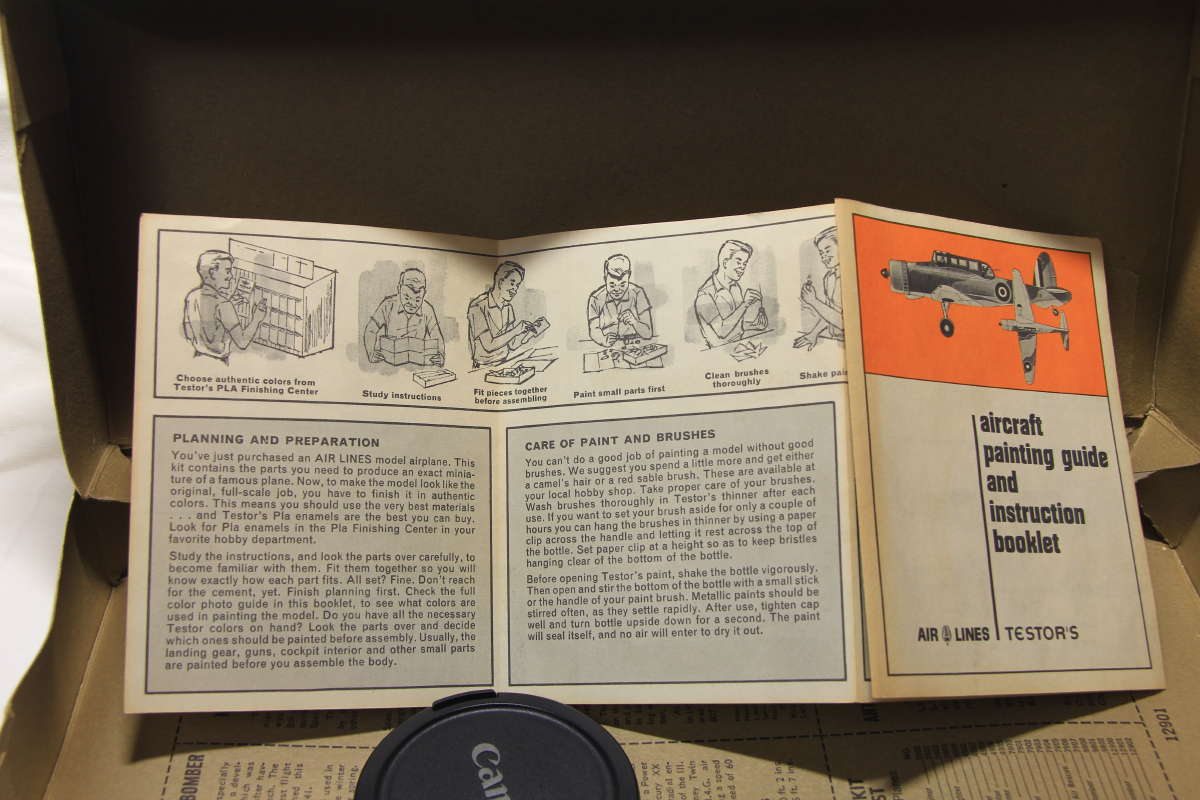 Choose authentic colors from
Testor's PLA Finishing Center
Study instructions
Fit pieces together
before assembling
Paint small parts first
Clean brushes
thoroughly
Shake pai
PLANNING AND PREPARATION
You've just purchased an AIR LINES model airplane. This
kit contains the parts you need to produce an exact minia-
ture of a famous plane. Now, to make the model look like the
original, full-scale job, you have to finish it in authentic
colors. This means you should use the very best materials
. . . and Testor's Pla enamels are the best you can buy.
Look for Pla enamels in the Pla Finishing Center in your
favorite hobby department.
Study the instructions, and look the parts over carefully, to
become familiar with them. Fit them together so you will
know exactly how each part fits. All set? Fine. Don't reach
for the cement, yet. Finish planning first. Check the full
color photo guide in this booklet, to see what colors are
used in painting the model. Do you have all the necessary
Testor colors on hand? Look the parts over and decide
which ones should be painted before assembly. Usually, the
landing gear, guns, cockpit interior and other small parts
are painted before you assemble the body.
CARE OF PAINT AND BRUSHES
You can't do a good job of painting a model without good
brushes. We suggest you spend a little more and get either
a camel's hair or a red sable brush. These are available at
your local hobby shop. Take proper care of your brushes.
Wash brushes thoroughly in Testor's thinner after each
use. If you want to set your brush aside for only a couple of
hours you can hang the brushes in thinner by using a paper
clip across the handle and letting it rest across the top of
the bottle. Set paper clip at a height so as to keep bristles
hanging clear of the bottom of the bottle.
Before opening Testor's paint, shake the bottle vigorously.
Then open and stir the bottom of the bottle with a small stick
or the handle of your paint brush. Metallic paints should be
stirred often, as they settle rapidly. After use, tighten cap
well and turn bottle upside down for a second. The paint
will seal itself, and no air will enter to dry it out.
aircraft
painting guide
and
instruction
booklet
AIR LINES TESTOR'S
BOMBER
KIT
12901
Can